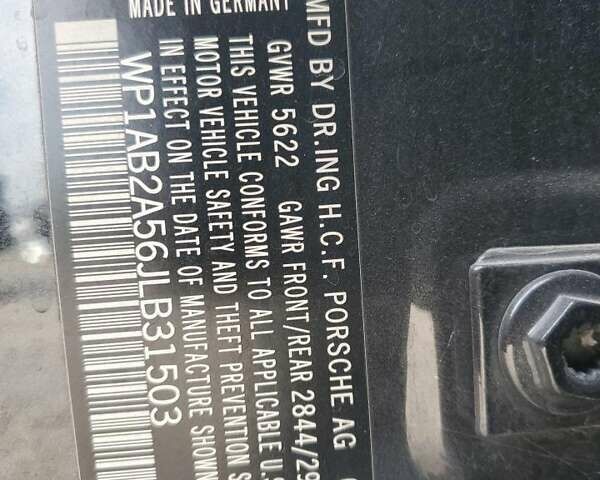 MADE IN GERMANY
MFD BY DR.ING H.C.F. PORSCHE AG
GVWR 5622 GAWR FRONT/REAR 2844/29
THIS VEHICLE CONFORMS TO ALL APPLICABLE U.S
MOTOR VEHICLE SAFETY AND THEFT PREVENTION S
IN EFFECT ON THE DATE OF MANUFACTURE SHOWN
WP1AB2A56JLB31503